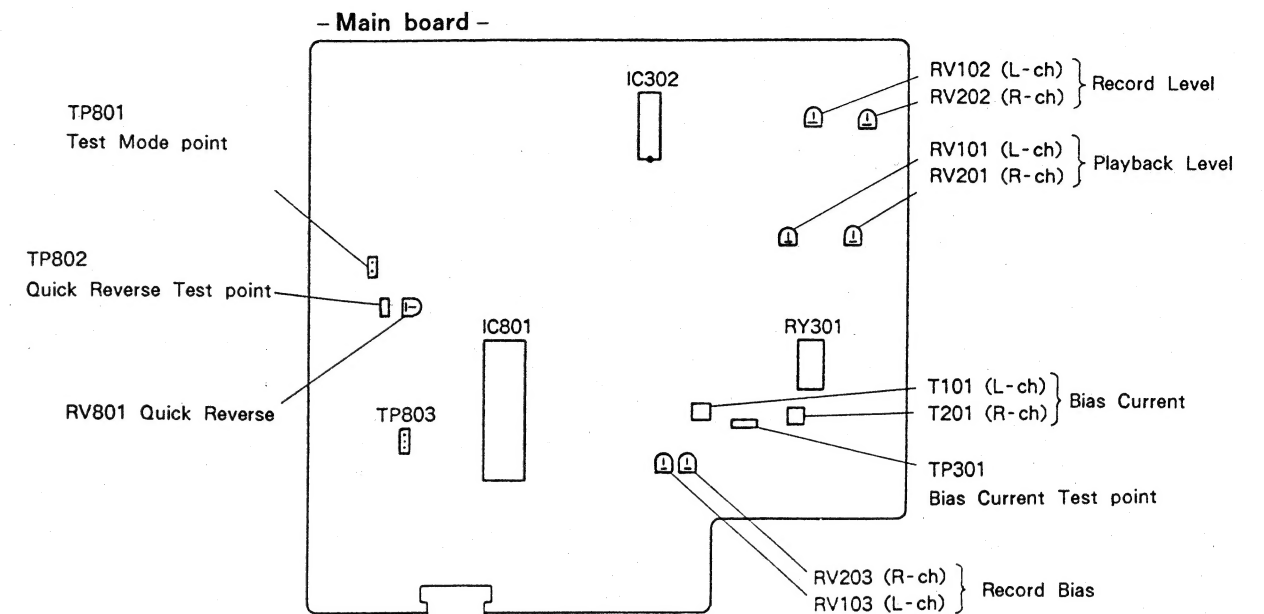 – Main board –
IC302
RV102 (L-ch)
RV202 (R-ch)
Record Level
TP801
Test Mode point
RV101 (L-ch)
RV201 (R-ch)
Playback Level
TP802
Quick Reverse Test point
IC801
RY301
T101 (L-ch)
T201 (R-ch)
Bias Current
RV801 Quick Reverse
TP803
TP301
Bias Current Test point
RV203 (R-ch)
RV103 (L-ch)
Record Bias